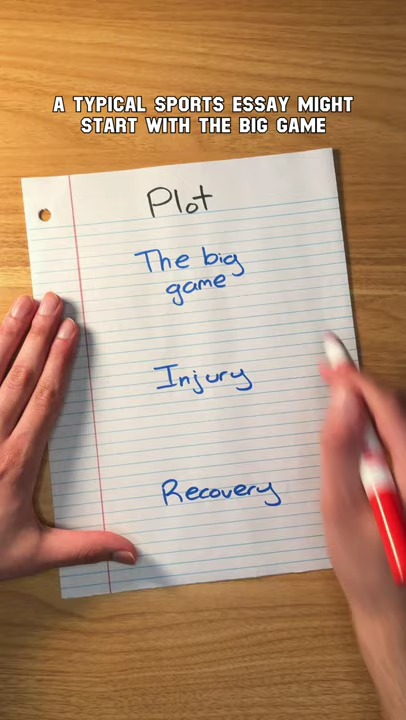 A TYPICAL SPORTS ESSAY MIGHT
START WITH THE BIG GAME
Plot
The big
game
Injury
Recovery